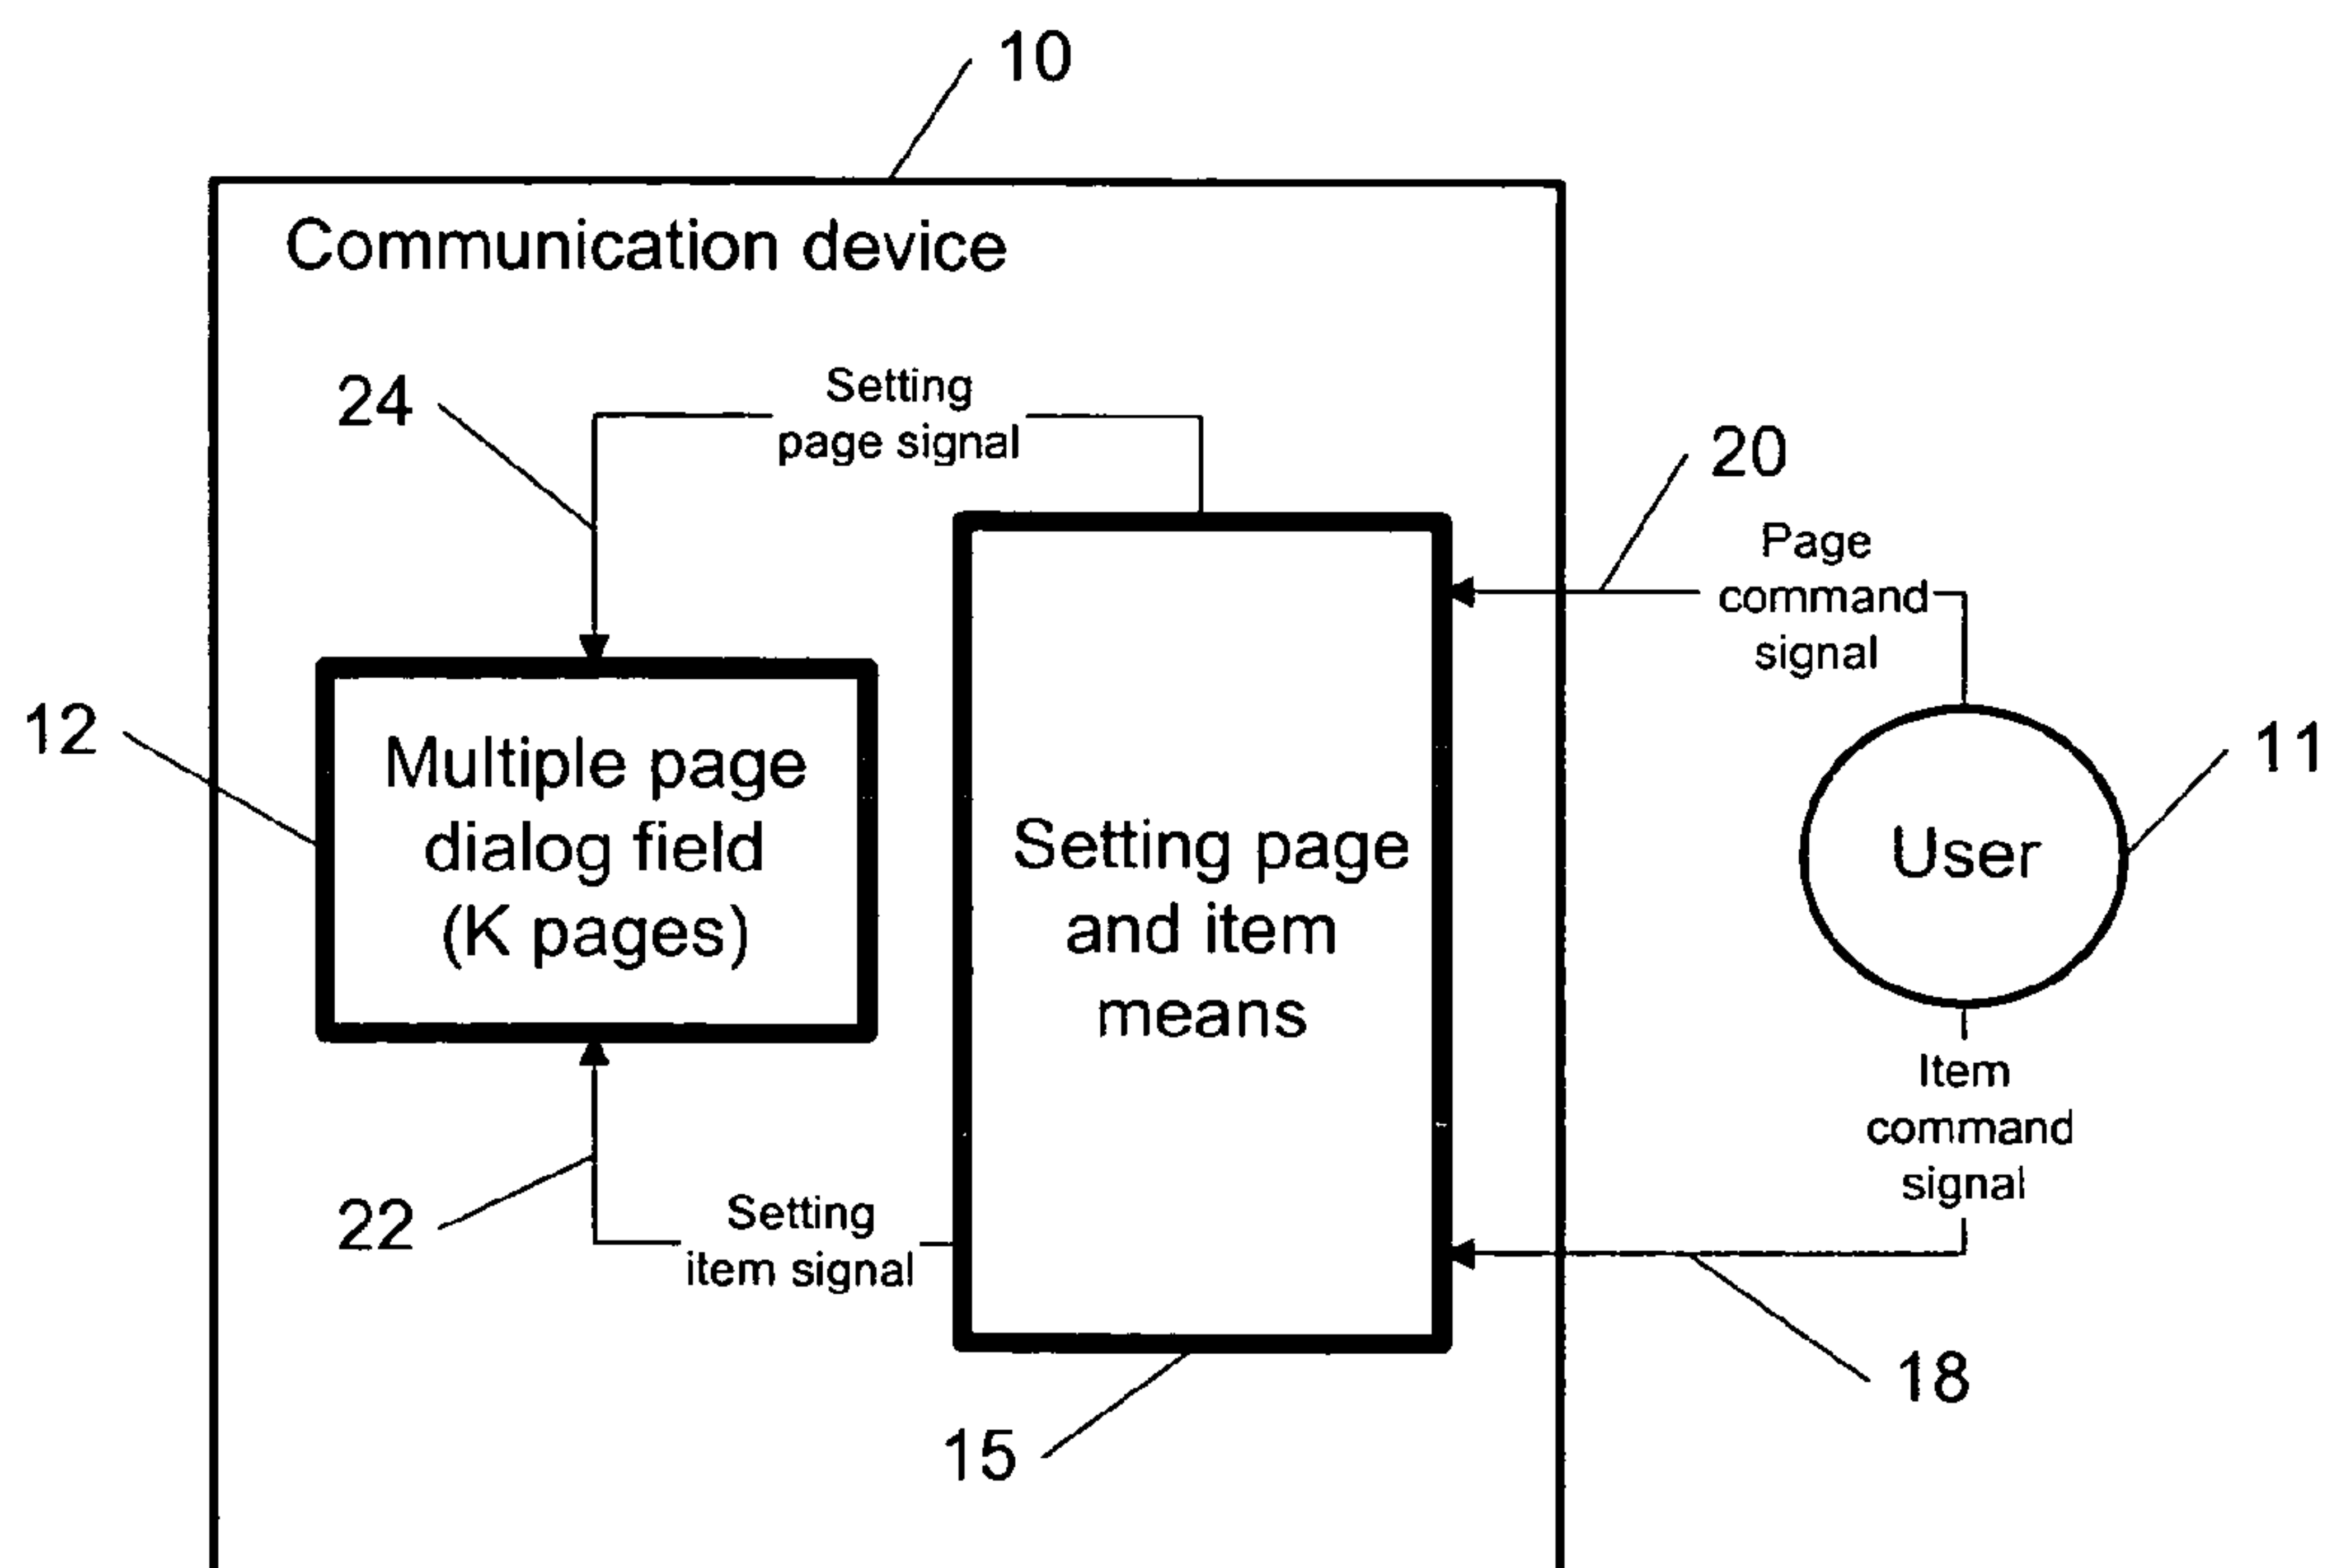 10
Communication device
24
Setting
page signal
20
Page
command
signal
12
Multiple page
dialog field
(K pages)
Setting page
and item
means
User
11
Item
command
signal
22
Setting
item signal
18
15